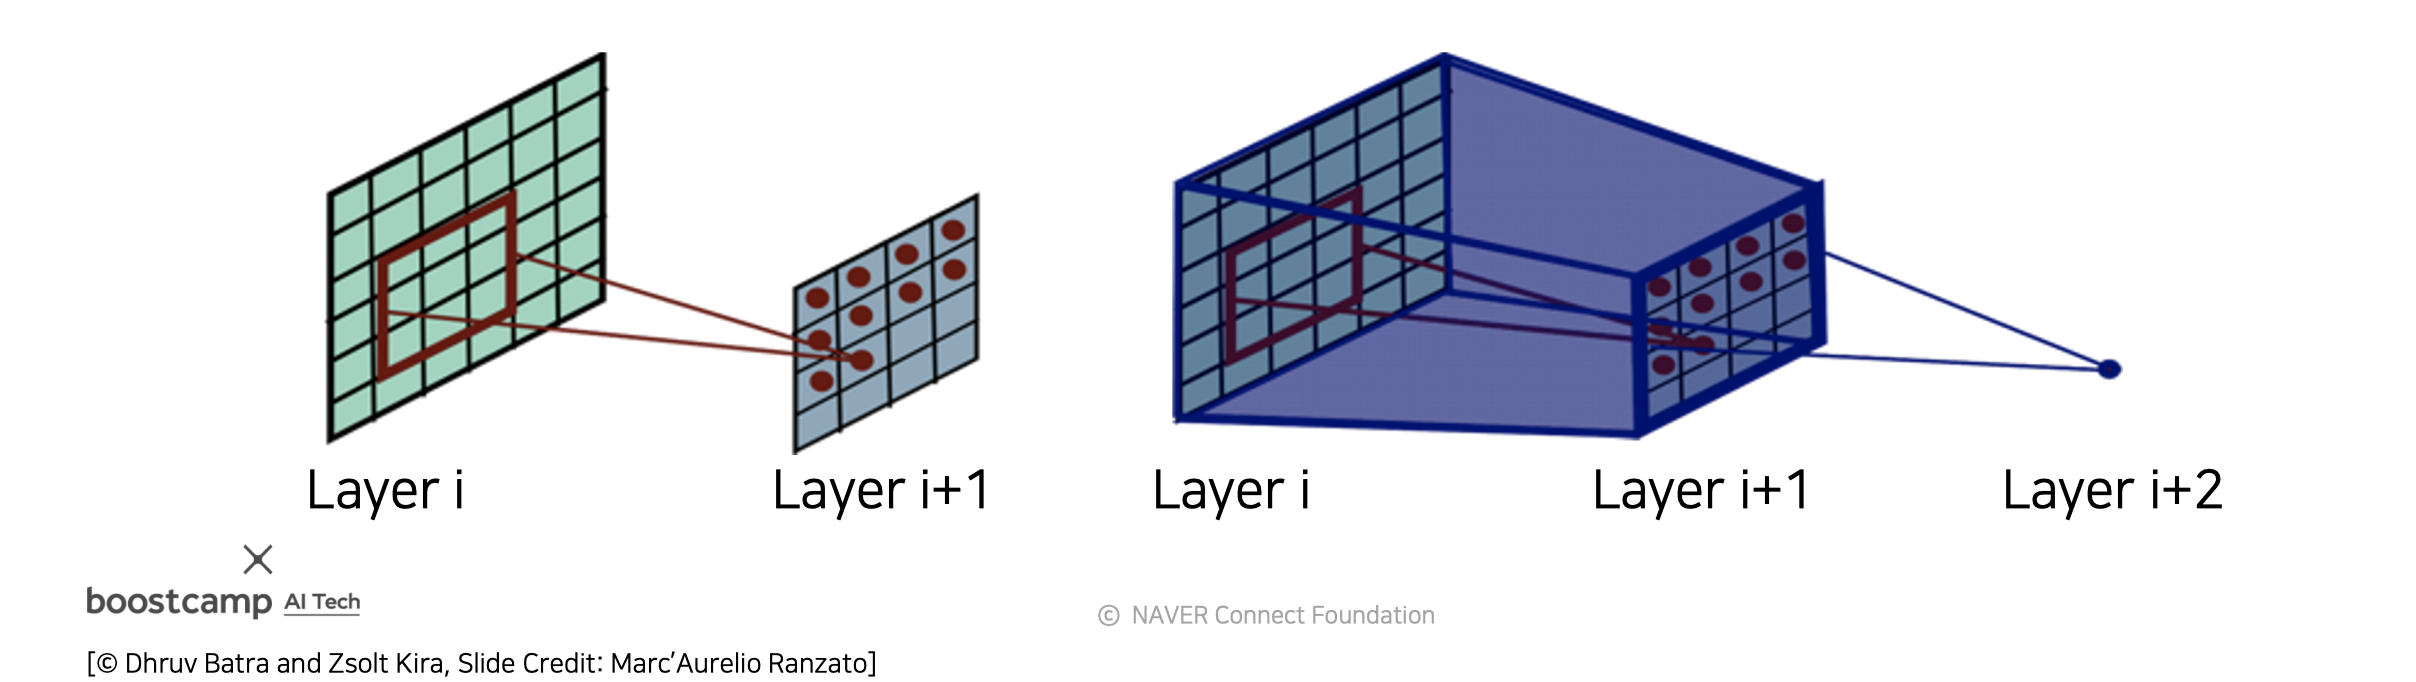 Layer i
Layer i+1
Layer i
Layer i+1
Layer i+2
boostcamp AI Tech
© NAVER Connect Foundation
[© Dhruv Batra and Zsolt Kira, Slide Credit: Marc’Aurelio Ranzato]